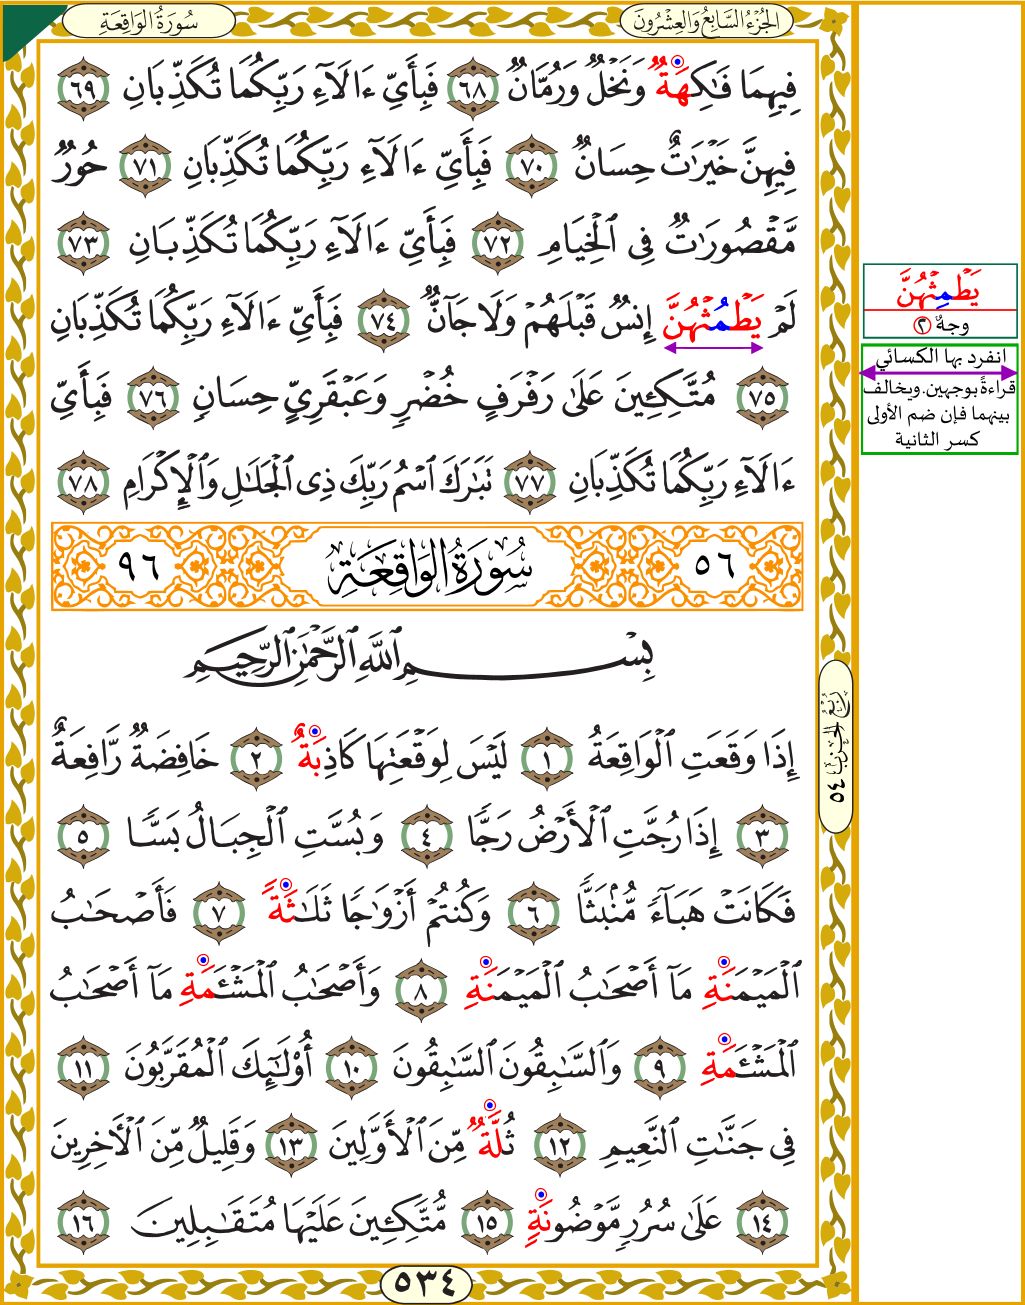 سُورَةُ الوَاقِعَةِ
الجُزْءُ السَّابِعُ وَالعِشْرُونَ
فِيهِمَا فَٰكِهَةٌ وَنَخْلٌ وَرُمَّانٌ ٦٨ فَبِأَيِّ ءَالَآءِ رَبِّكُمَا تُكَذِّبَانِ ٦٩
فِيهِنَّ خَيْرَٰتٌ حِسَانٌ ٧٠ فَبِأَيِّ ءَالَآءِ رَبِّكُمَا تُكَذِّبَانِ ٧١ حُورٌ
مَّقْصُورَٰتٌ فِي ٱلْخِيَامِ ٧٢ فَبِأَيِّ ءَالَآءِ رَبِّكُمَا تُكَذِّبَانِ ٧٣
لَمْ يَطْمُثْهُنَّ إِنسٌ قَبْلَهُمْ وَلَا جَآنٌّ ٧٤ فَبِأَيِّ ءَالَآءِ رَبِّكُمَا تُكَذِّبَانِ
٧٥ مُتَّكِـِٔينَ عَلَىٰ رَفْرَفٍ خُضْرٍ وَعَبْقَرِيٍّ حِسَانٍ ٧٦ فَبِأَيِّ
ءَالَآءِ رَبِّكُمَا تُكَذِّبَانِ ٧٧ تَبَٰرَكَ ٱسْمُ رَبِّكَ ذِي ٱلْجَلَٰلِ وَٱلْإِكْرَامِ ٧٨
٥٦ سُورَةُ الوَاقِعَةِ ٩٦
بِسْمِ ٱللَّهِ ٱلرَّحْمَٰنِ ٱلرَّحِيمِ
إِذَا وَقَعَتِ ٱلْوَاقِعَةُ ١ لَيْسَ لِوَقْعَتِهَا كَاذِبَةٌ ٢ خَافِضَةٌ رَّافِعَةٌ
٣ إِذَا رُجَّتِ ٱلْأَرْضُ رَجًّا ٤ وَبُسَّتِ ٱلْجِبَالُ بَسًّا ٥
فَكَانَتْ هَبَآءً مُّنۢبَثًّا ٦ وَكُنتُمْ أَزْوَٰجًا ثَلَٰثَةً ٧ فَأَصْحَٰبُ
ٱلْمَيْمَنَةِ مَآ أَصْحَٰبُ ٱلْمَيْمَنَةِ ٨ وَأَصْحَٰبُ ٱلْمَشْـَٔمَةِ مَآ أَصْحَٰبُ
ٱلْمَشْـَٔمَةِ ٩ وَٱلسَّٰبِقُونَ ٱلسَّٰبِقُونَ ١٠ أُوْلَٰٓئِكَ ٱلْمُقَرَّبُونَ ١١
فِي جَنَّٰتِ ٱلنَّعِيمِ ١٢ ثُلَّةٌ مِّنَ ٱلْأَوَّلِينَ ١٣ وَقَلِيلٌ مِّنَ ٱلْأٓخِرِينَ
١٤ عَلَىٰ سُرُرٍ مَّوْضُونَةٍ ١٥ مُّتَّكِـِٔينَ عَلَيْهَا مُتَقَٰبِلِينَ ١٦
٥٣٤
رُبْعُ الحِزْبِ ٥٤
يَطْمِثْهُنَّ
وجهٌ ٢
انفرد بها الكسائي
قراءةً بوجهين. ويخالف
بينهما فإن ضم الأولى
كسر الثانية